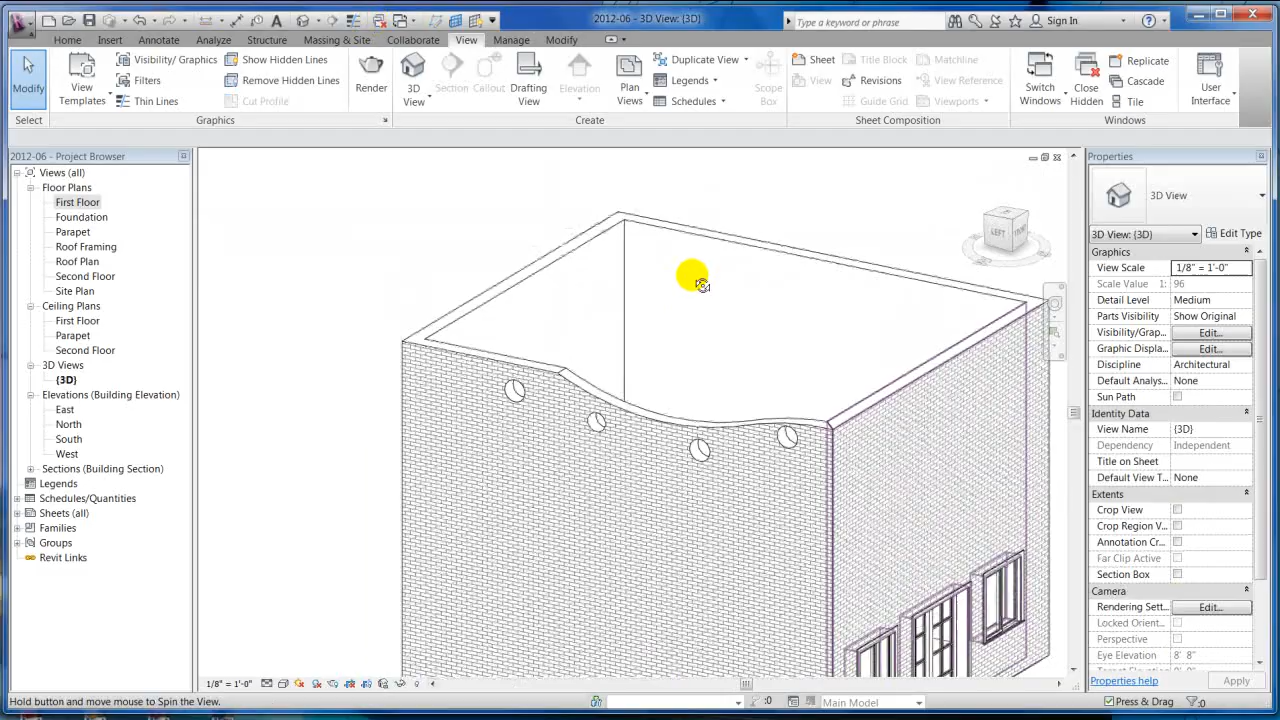 2012-06 - 3D View: {3D}
Type a keyword or phrase
Sign In
Home Insert Annotate Analyze Structure Massing & Site Collaborate View Manage Modify
Modify
View Templates
Visibility/ Graphics
Filters
Thin Lines
Show Hidden Lines
Remove Hidden Lines
Cut Profile
Render
3D View
Section
Callout
Drafting View
Elevation
Plan Views
Duplicate View
Legends
Schedules
Scope Box
Sheet
View
Title Block
Revisions
Guide Grid
Matchline
View Reference
Viewports
Switch Windows
Close Hidden
Replicate
Cascade
Tile
User Interface
Select Graphics Create Sheet Composition Windows
2012-06 - Project Browser
Views (all)
Floor Plans
First Floor
Foundation
Parapet
Roof Framing
Roof Plan
Second Floor
Site Plan
Ceiling Plans
First Floor
Parapet
Second Floor
3D Views
{3D}
Elevations (Building Elevation)
East
North
South
West
Sections (Building Section)
Legends
Schedules/Quantities
Sheets (all)
Families
Groups
Revit Links
LEFT
Properties
3D View
3D View: {3D} Edit Type
Graphics
View Scale 1/8" = 1'-0"
Scale Value 1: 96
Detail Level Medium
Parts Visibility Show Original
Visibility/Grap... Edit...
Graphic Displa... Edit...
Discipline Architectural
Default Analys... None
Sun Path
Identity Data
View Name {3D}
Dependency Independent
Title on Sheet
Default View T... None
Extents
Crop View
Crop Region V...
Annotation Cr...
Far Clip Active
Section Box
Camera
Rendering Sett... Edit...
Locked Orient...
Perspective
Eye Elevation 8' 8"
Properties help Apply
1/8" = 1'-0"
Hold button and move mouse to Spin the View.
:0
Main Model
Press & Drag
:0